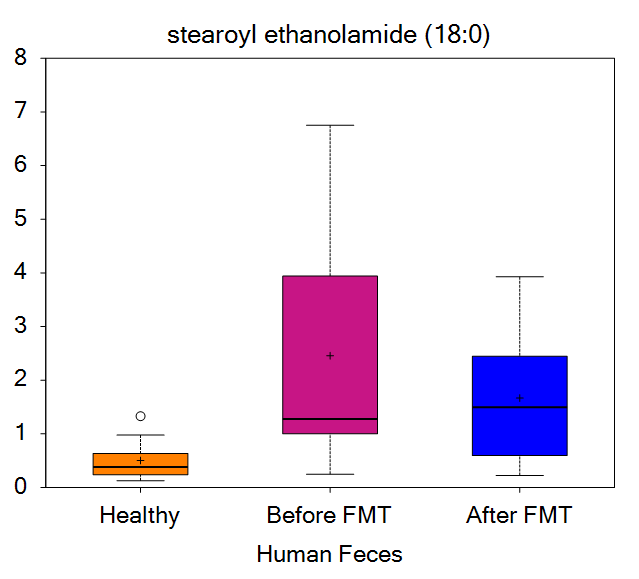 stearoyl ethanolamide (18:0)
8
7
6
5
4
3
2
1
0
Healthy
Before FMT
After FMT
Human Feces